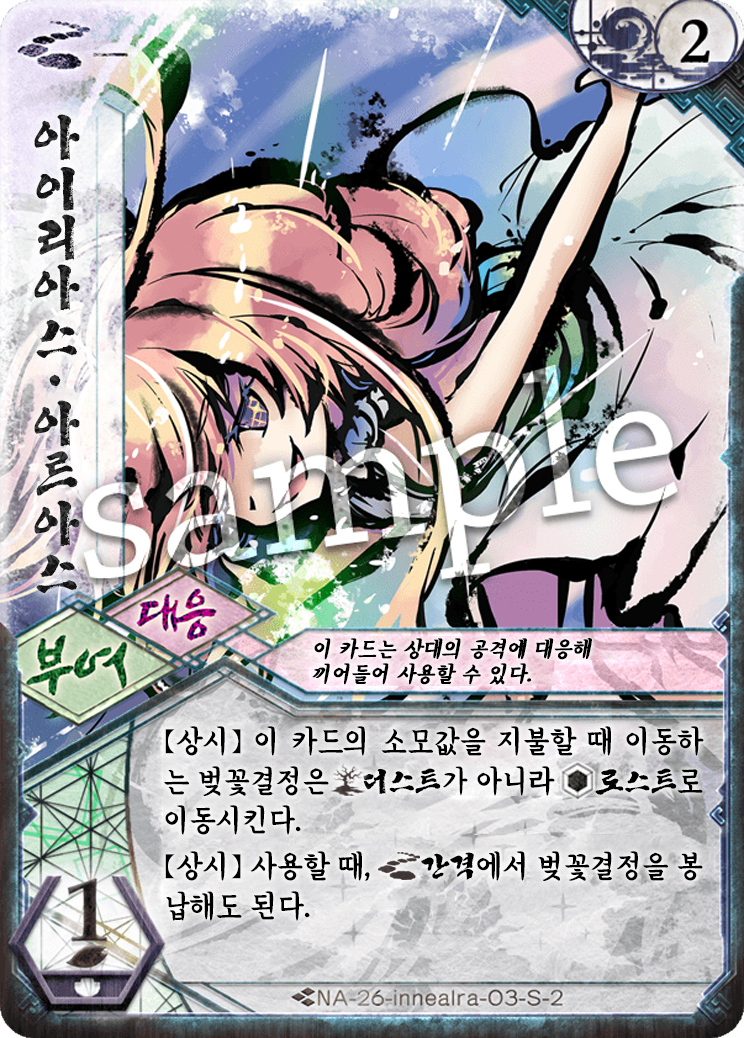 2
아이리아스·아르아스
sample
대응
부여
이 카드는 상대의 공격에 대응해
끼어들어 사용할 수 있다.
【상시】 이 카드의 소모값을 지불할 때 이동하
는 벚꽃결정은 더스트가 아니라 로스트로
이동시킨다.
【상시】 사용할 때, 간격에서 벚꽃결정을 봉
납해도 된다.
1
NA-26-innealra-03-S-2